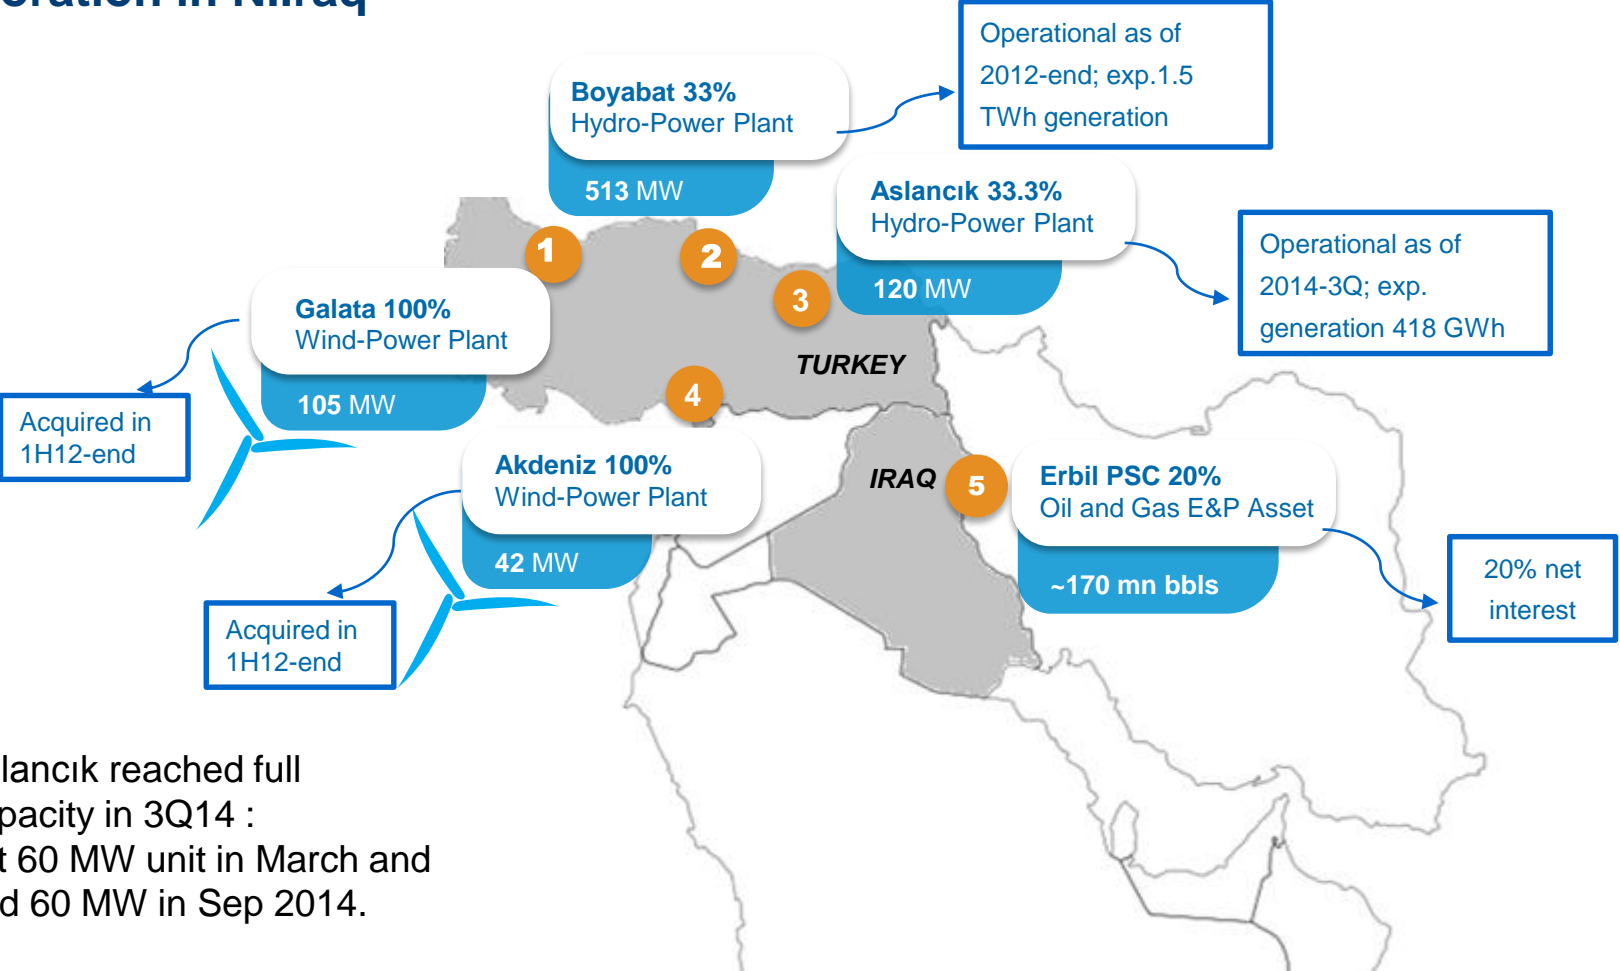 in N.Iraq
Operational as of
2012-end; exp.1.5
TWh generation
Boyabat 33%
Hydro-Power Plant
513 MW
Aslancık 33.3%
Hydro-Power Plant
120 MW
Operational as of
2014-3Q; exp.
generation 418 GWh
1
2
3
Galata 100%
Wind-Power Plant
105 MW
TURKEY
4
Acquired in
1H12-end
Akdeniz 100%
Wind-Power Plant
42 MW
IRAQ
5
Erbil PSC 20%
Oil and Gas E&P Asset
~170 mn bbls
20% net
interest
Acquired in
1H12-end
lancık reached full
pacity in 3Q14 :
t 60 MW unit in March and
d 60 MW in Sep 2014.